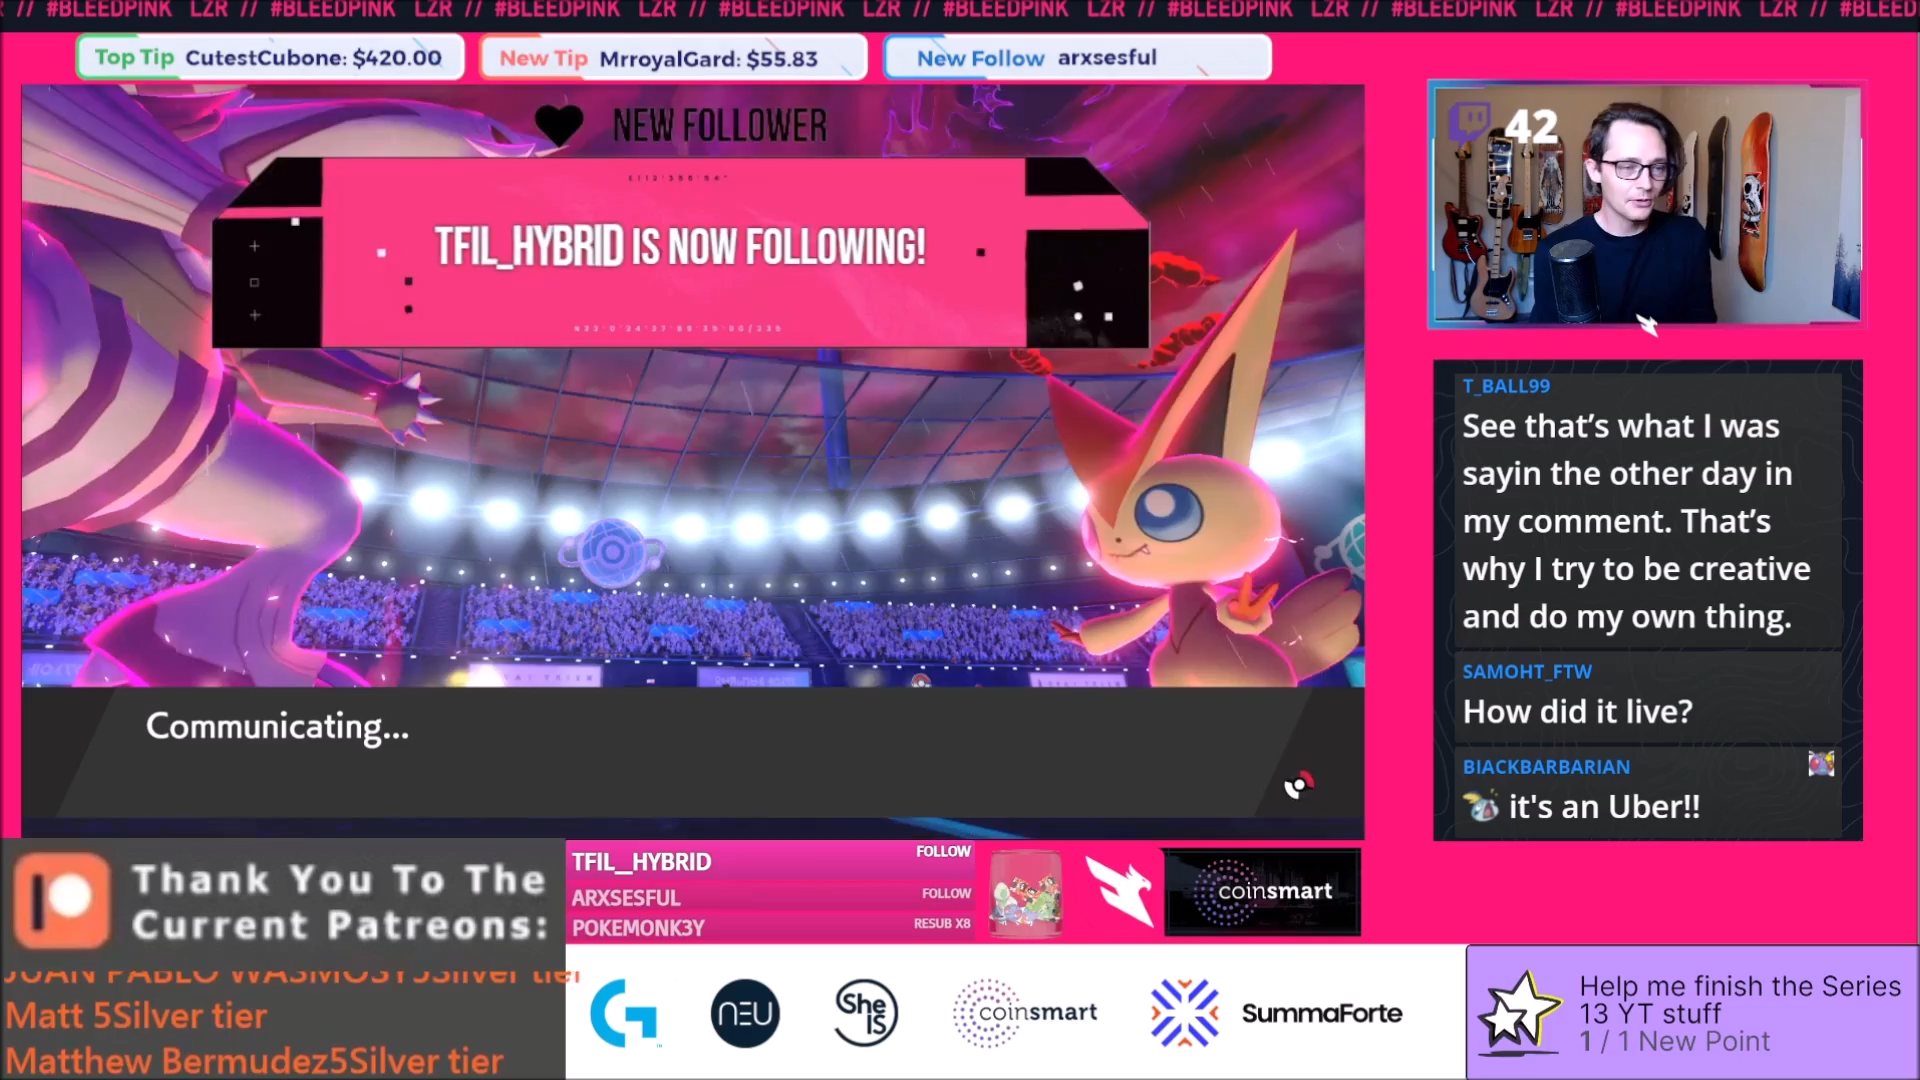 // #BLEEDPINK LZR // #BLEEDPINK LZR // #BLEEDPINK LZR // #BLEEDPINK LZR // #BLEEDPINK LZR // #BLEEDPINK LZR // #BLEEDPINK LZR // #BLEEDPINK LZR // #BLEED
Top Tip CutestCubone: $420.00
New Tip MrroyalGard: $55.83
New Follow arxsesful
NEW FOLLOWER
TFIL_HYBRID IS NOW FOLLOWING!
42
T_BALL99
See that’s what I was
sayin the other day in
my comment. That’s
why I try to be creative
and do my own thing.
SAMOHT_FTW
How did it live?
BIACKBARBARIAN
it's an Uber!!
Communicating...
Thank You To The
Current Patreons:
JUAN PABLO WASMOSY5Silver tier
Matt 5Silver tier
Matthew Bermudez5Silver tier
TFIL_HYBRID FOLLOW
ARXSESFUL FOLLOW
POKEMONK3Y RESUB X8
coinsmart
G
NEU
She IS
coinsmart
SummaForte
Help me finish the Series
13 YT stuff
1 / 1 New Point